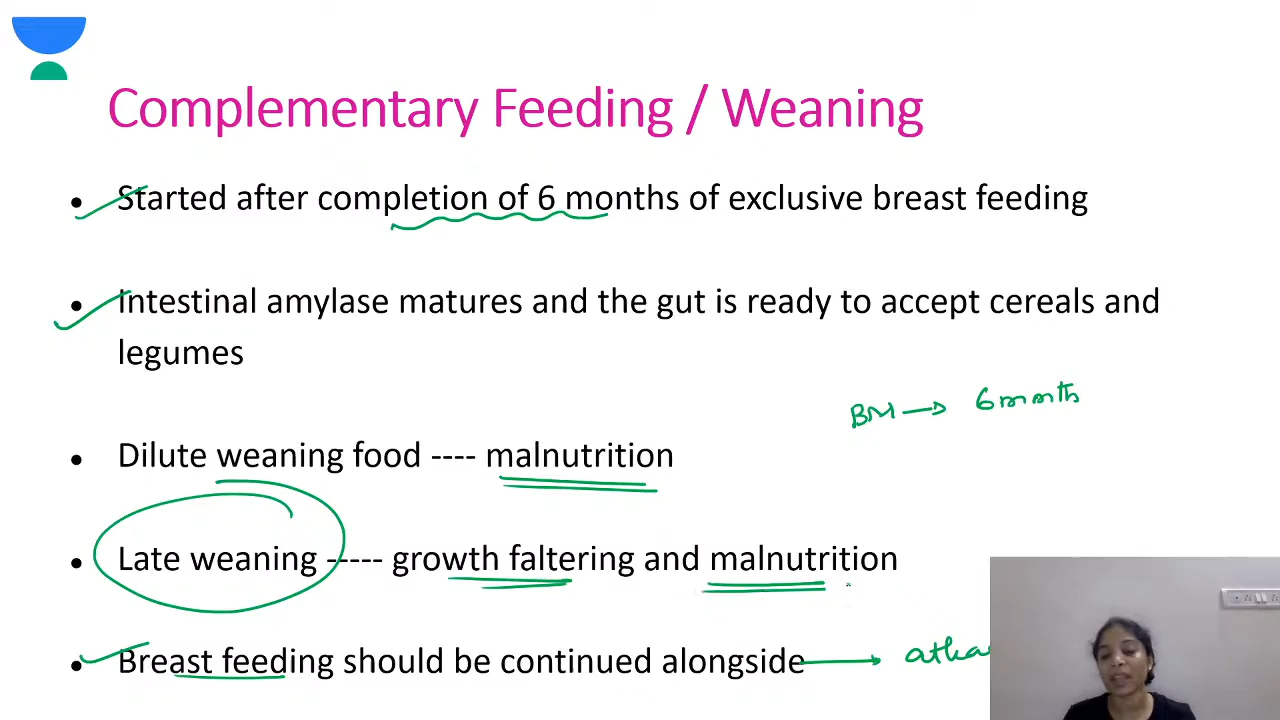 Complementary Feeding / Weaning
• Started after completion of 6 months of exclusive breast feeding
• Intestinal amylase matures and the gut is ready to accept cereals and
legumes
BM → 6 month
• Dilute weaning food ---- malnutrition
• Late weaning ----- growth faltering and malnutrition
• Breast feeding should be continued alongside →